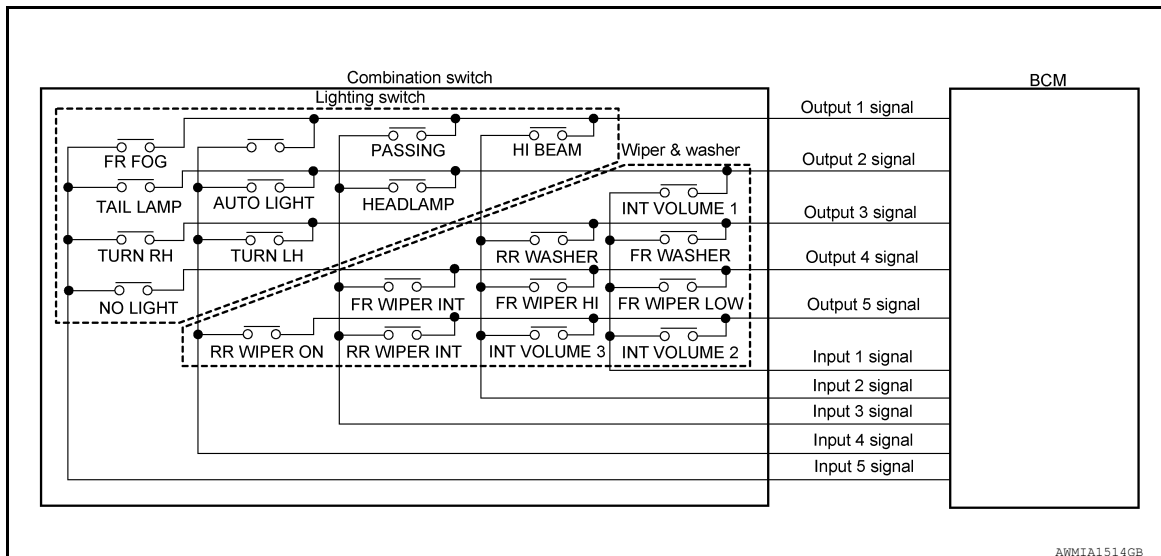 Combination switch
BCM
Lighting switch
Output 1 signal
FR FOG
PASSING
HI BEAM
Wiper & washer
Output 2 signal
TAIL LAMP
AUTO LIGHT
HEADLAMP
INT VOLUME 1
Output 3 signal
TURN RH
TURN LH
RR WASHER
FR WASHER
Output 4 signal
NO LIGHT
FR WIPER INT
FR WIPER HI
FR WIPER LOW
Output 5 signal
RR WIPER ON
RR WIPER INT
INT VOLUME 3
INT VOLUME 2
Input 1 signal
Input 2 signal
Input 3 signal
Input 4 signal
Input 5 signal
AWMIA1514GB